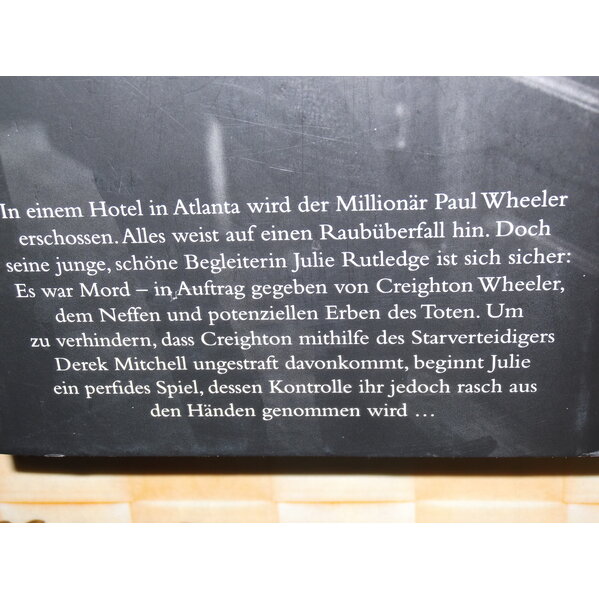 In einem Hotel in Atlanta wird der Millionär Paul Wheeler
erschossen. Alles weist auf einen Raubüberfall hin. Doch
seine junge, schöne Begleiterin Julie Rutledge ist sich sicher:
Es war Mord – in Auftrag gegeben von Creighton Wheeler,
dem Neffen und potenziellen Erben des Toten. Um
zu verhindern, dass Creighton mithilfe des Starverteidigers
Derek Mitchell ungestraft davonkommt, beginnt Julie
ein perfides Spiel, dessen Kontrolle ihr jedoch rasch aus
den Händen genommen wird …